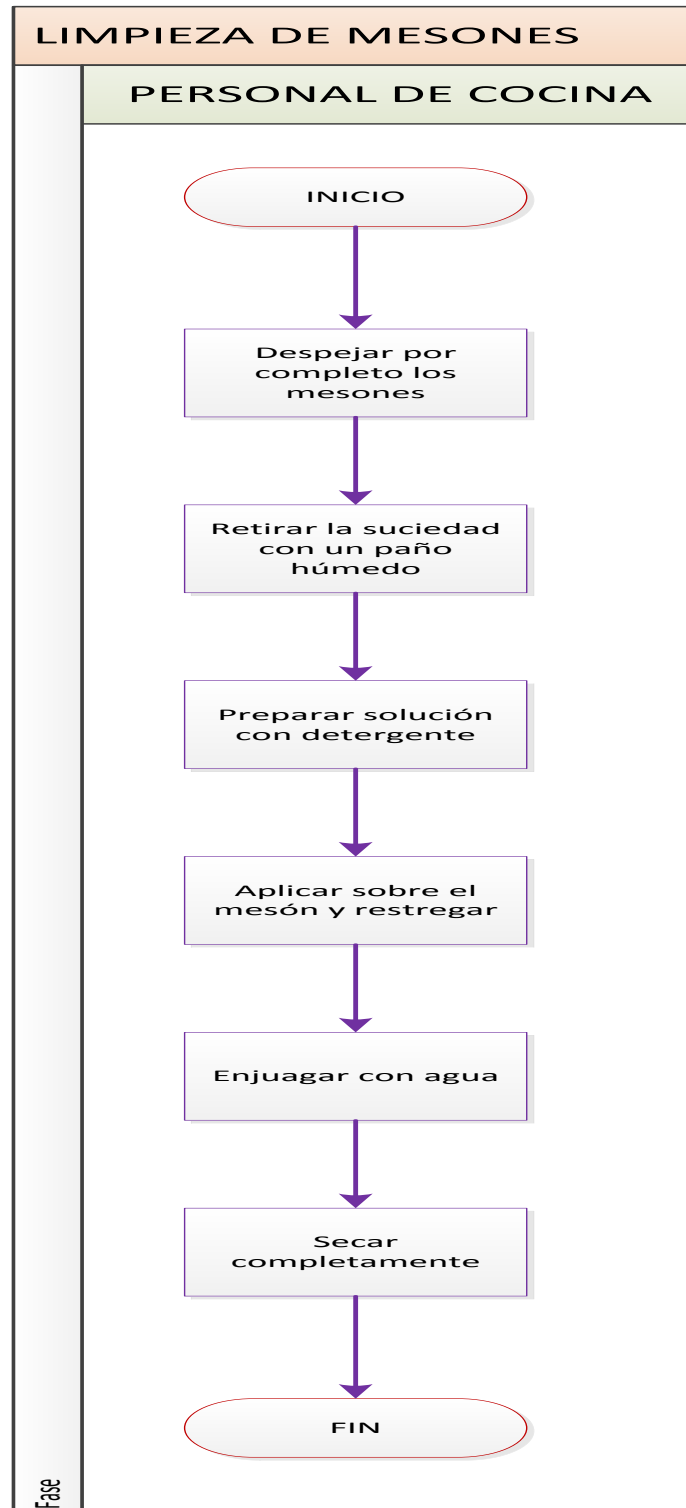 LIMPIEZA DE MESONES
PERSONAL DE COCINA
INICIO
Despejar por
completo los
mesones
Retirar la suciedad
con un paño
húmedo
Preparar solución
con detergente
Aplicar sobre el
mesón y restregar
Enjuagar con agua
Secar
completamente
FIN
Fase